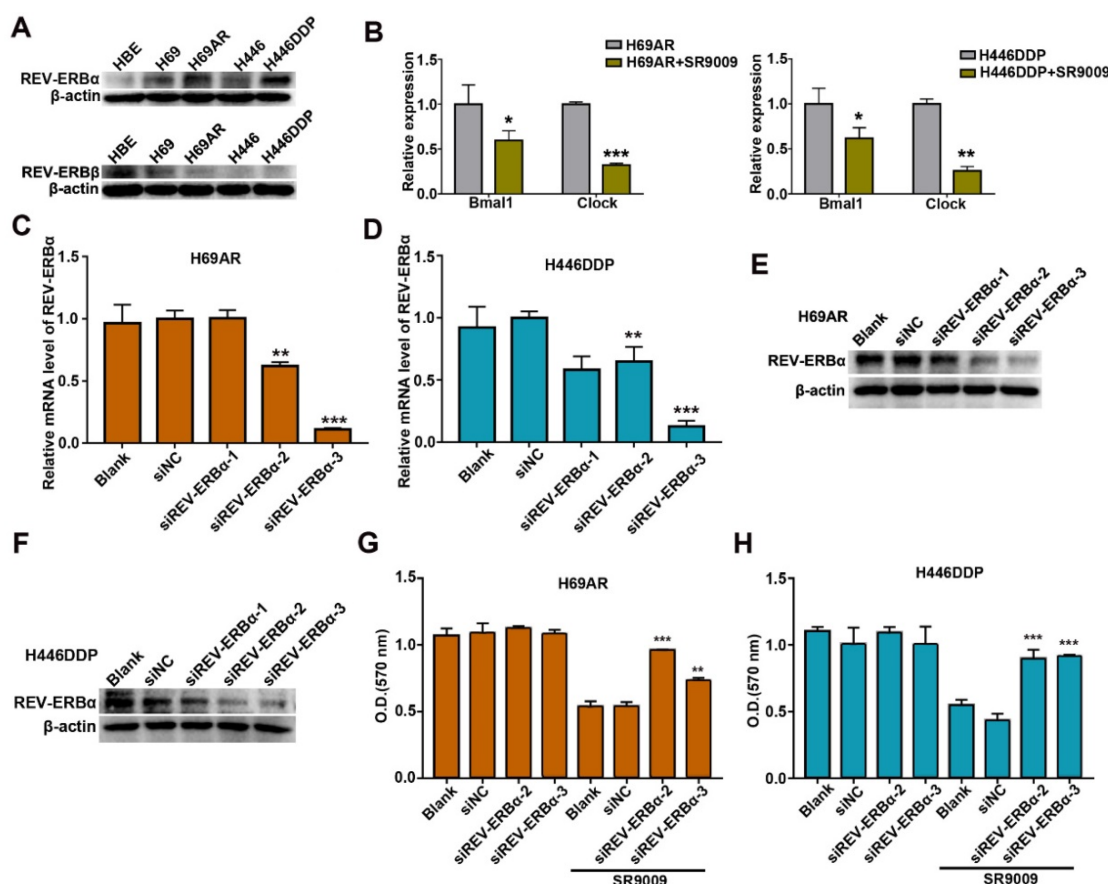 A
HBE H69 H69AR H446 H446DDP
REV-ERBα
β-actin
HBE H69 H69AR H446 H446DDP
REV-ERBβ
β-actin
B
H69AR
H69AR+SR9009
Relative expression
1.5
1.0
0.5
0.0
* ***
Bmal1 Clock
H446DDP
H446DDP+SR9009
Relative expression
1.5
1.0
0.5
0.0
* **
Bmal1 Clock
C
H69AR
Relative mRNA level of REV-ERBα
1.5
1.0
0.5
0.0
** ***
Blank siNC siREV-ERBα-1 siREV-ERBα-2 siREV-ERBα-3
D
H446DDP
Relative mRNA level of REV-ERBα
1.5
1.0
0.5
0.0
** ***
Blank siNC siREV-ERBα-1 siREV-ERBα-2 siREV-ERBα-3
E
H69AR
Blank siNC siREV-ERBα-1 siREV-ERBα-2 siREV-ERBα-3
REV-ERBα
β-actin
F
H446DDP
Blank siNC siREV-ERBα-1 siREV-ERBα-2 siREV-ERBα-3
REV-ERBα
β-actin
G
H69AR
O.D.(570 nm)
1.5
1.0
0.5
0.0
*** **
Blank siNC siREV-ERBα-2 siREV-ERBα-3 Blank siNC siREV-ERBα-2 siREV-ERBα-3
SR9009
H
H446DDP
O.D.(570 nm)
1.5
1.0
0.5
0.0
*** ***
Blank siNC siREV-ERBα-2 siREV-ERBα-3 Blank siNC siREV-ERBα-2 siREV-ERBα-3
SR9009